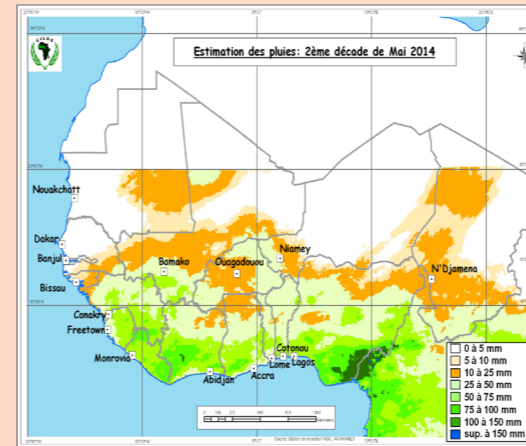 Estimation des pluies: 2ème décade de Mai 2014
CILSS
Nouakchott
Dakar
Banjul
Bissau
Bamako
Ouagadouou
Niamey
N'Djamena
Conakry
Freetown
Monrovia
Abidjan
Accra
Lome
Cotonou
Lagos
0 à 5 mm
5 à 10 mm
10 à 25 mm
25 à 50 mm
50 à 75 mm
75 à 100 mm
100 à 150 mm
sup. à 150 mm